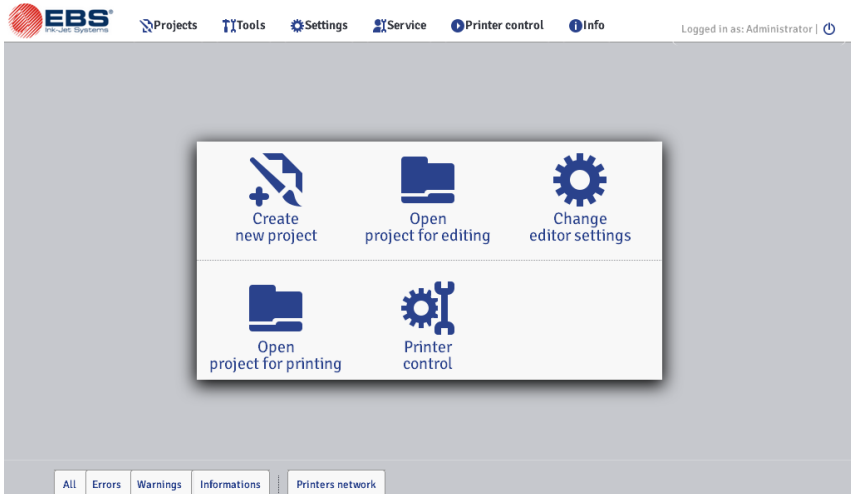 EBS®
Ink-Jet Systems
Projects Tools Settings Service Printer control Info
Logged in as: Administrator |
Create
new project
Open
project for editing
Change
editor settings
Open
project for printing
Printer
control
All Errors Warnings Informations Printers network